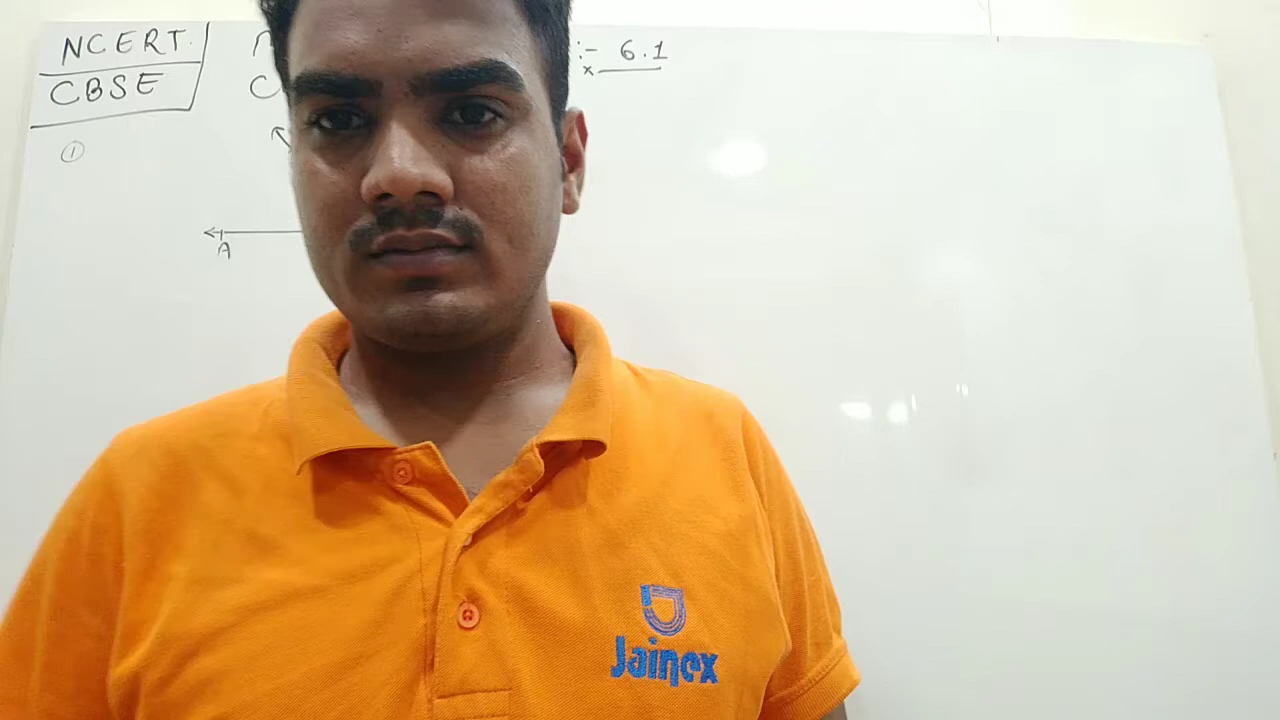 NCERT.
CBSE
:- 6.1
x
①
A
Jainex